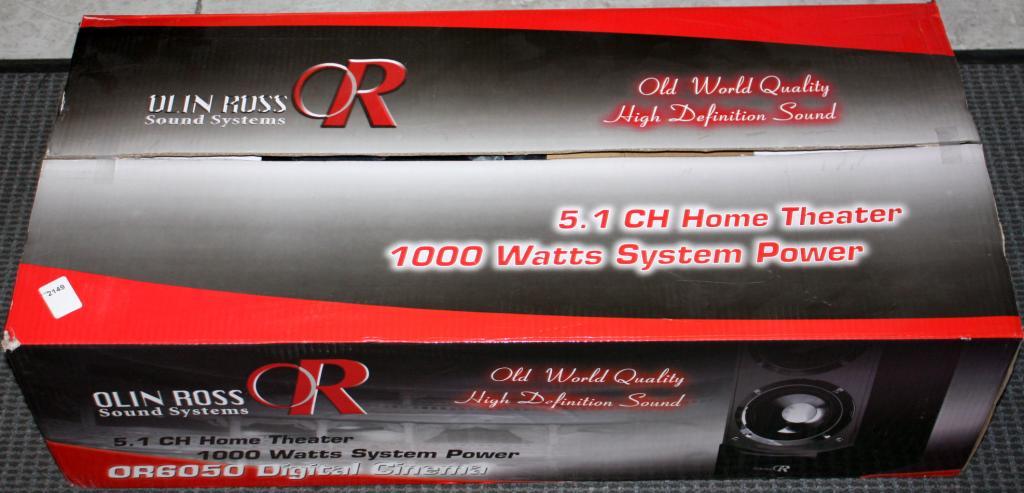 OLIN ROSS
Sound Systems
OR
Old World Quality
High Definition Sound
5.1 CH Home Theater
1000 Watts System Power
2149
OLIN ROSS
Sound Systems
OR
Old World Quality
High Definition Sound
5.1 CH Home Theater
1000 Watts System Power
OR6050 Digital Cinema
R